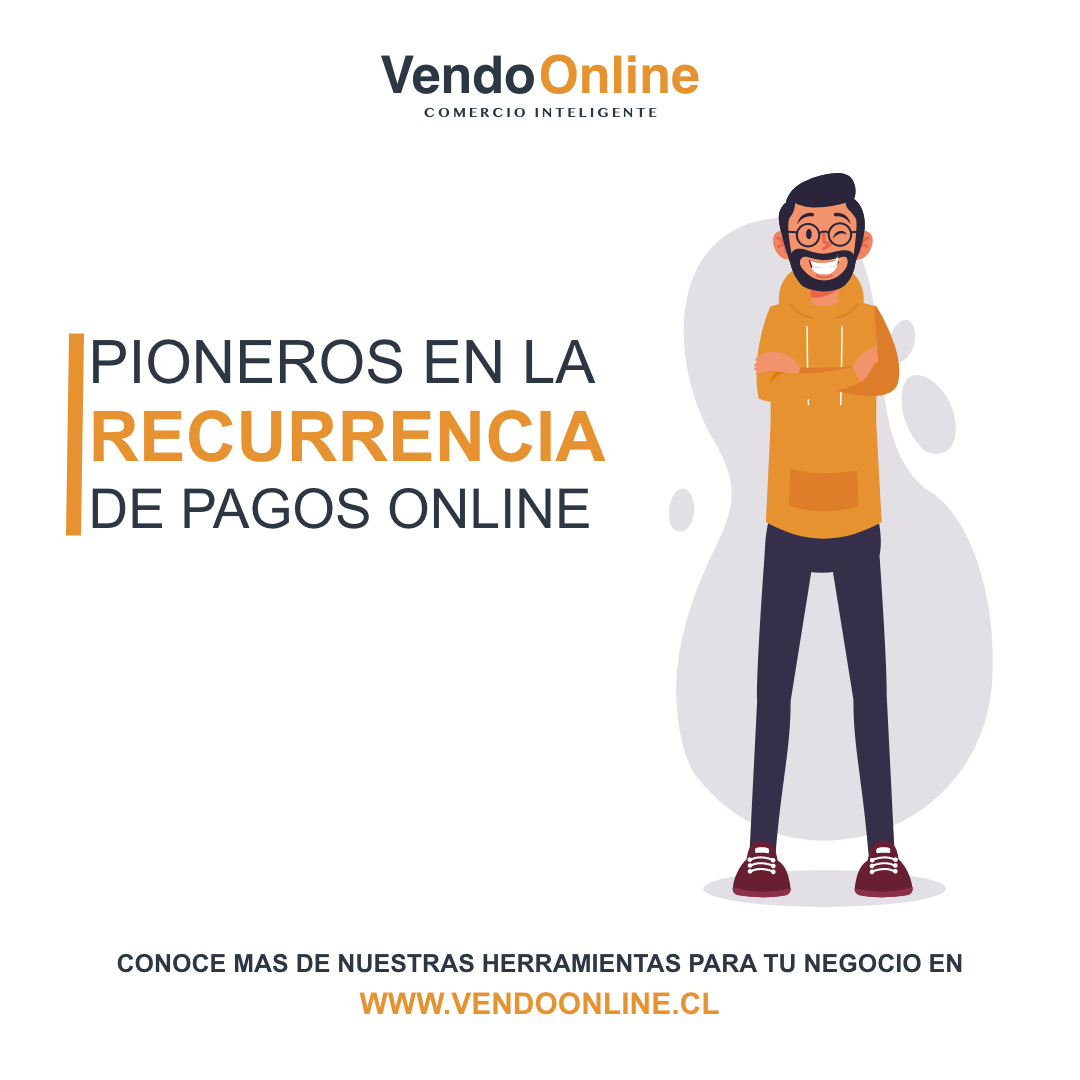 VendoOnline
COMERCIO INTELIGENTE
PIONEROS EN LA
RECURRENCIA
DE PAGOS ONLINE
CONOCE MAS DE NUESTRAS HERRAMIENTAS PARA TU NEGOCIO EN
WWW.VENDOONLINE.CL